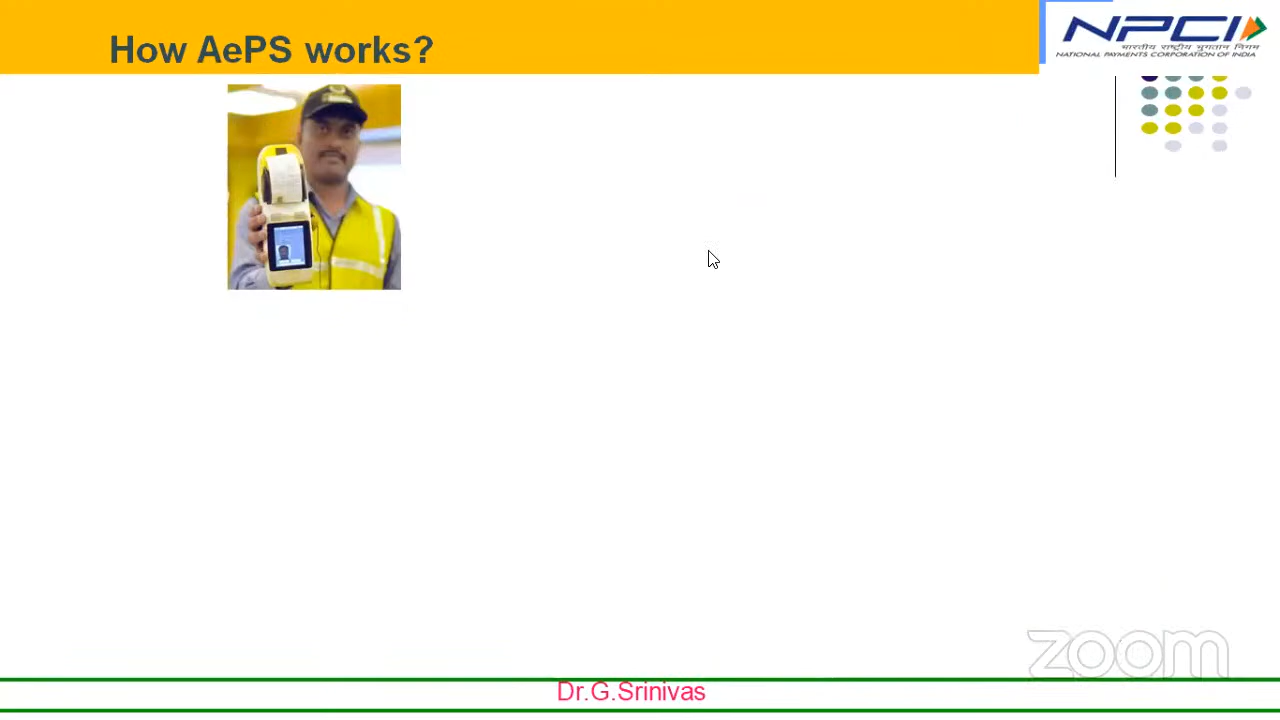 How AePS works?
NPCI
भारतीय राष्ट्रीय भुगतान निगम
NATIONAL PAYMENTS CORPORATION OF INDIA
zoom
Dr.G.Srinivas